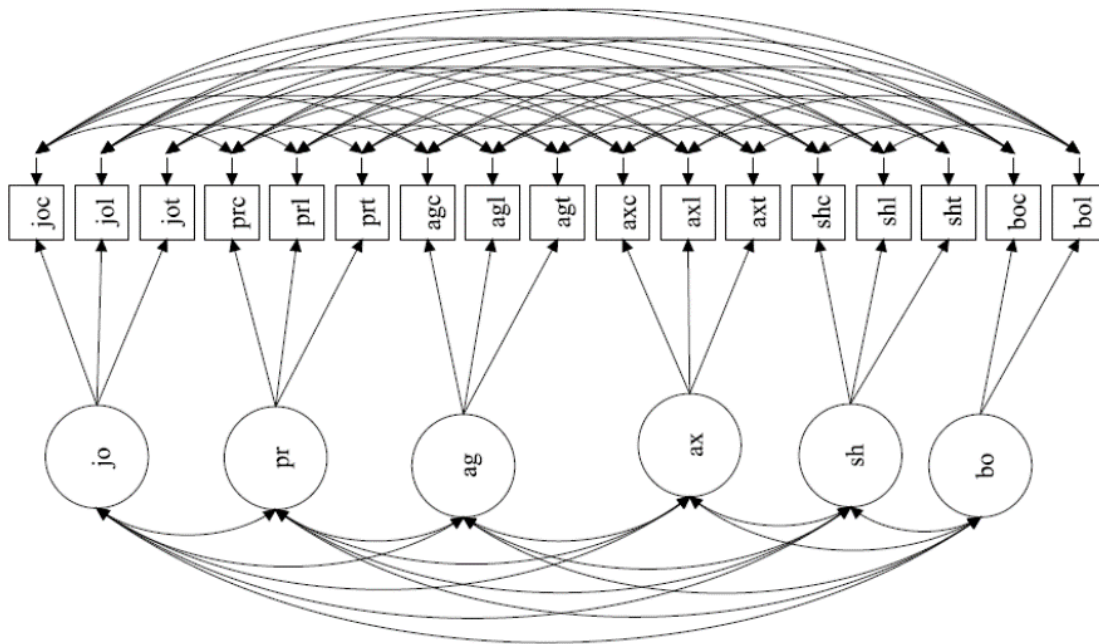 joc
jol
jot
prc
prl
prt
agc
agl
agt
axc
axl
axt
shc
shl
sht
boc
bol
jo
pr
ag
ax
sh
bo